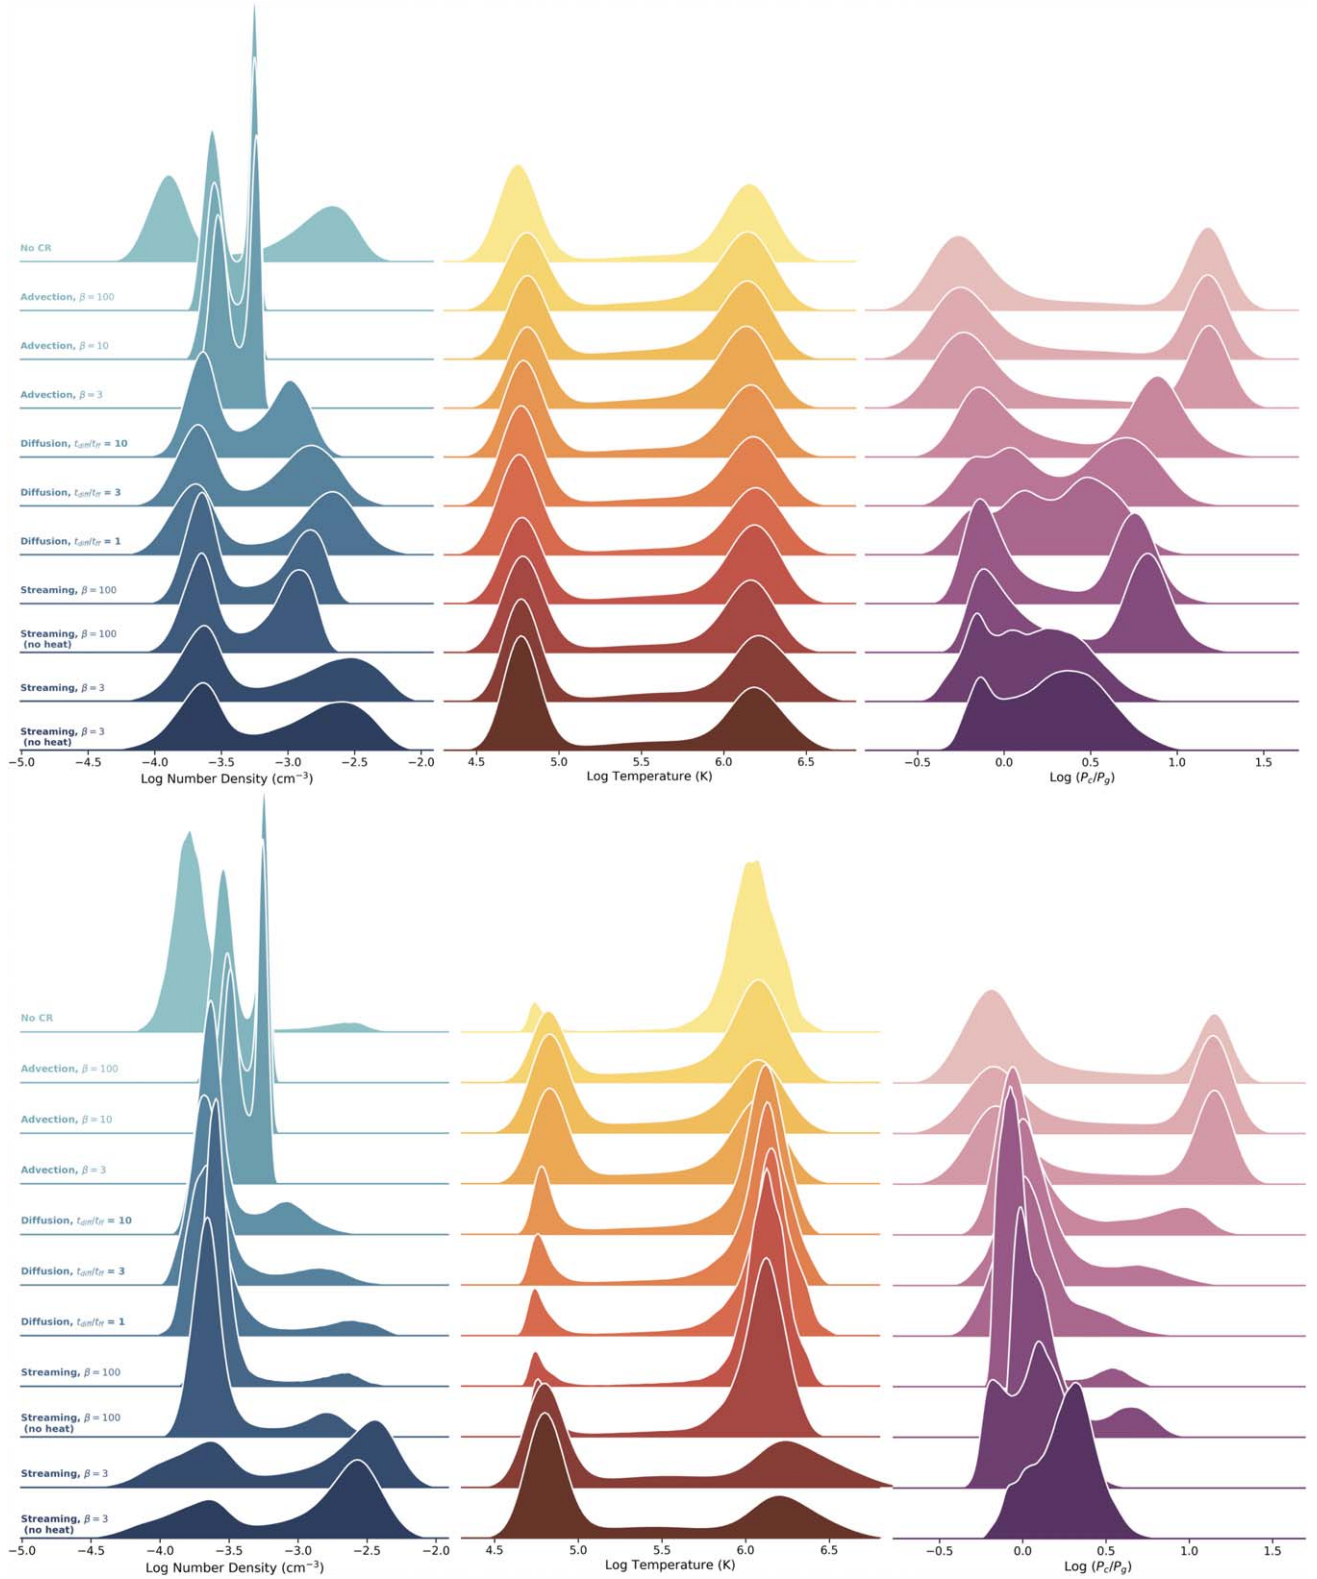 No CR
Advection, β = 100
Advection, β = 10
Advection, β = 3
Diffusion, t_diff/t_ff = 10
Diffusion, t_diff/t_ff = 3
Diffusion, t_diff/t_ff = 1
Streaming, β = 100
Streaming, β = 100
(no heat)
Streaming, β = 3
Streaming, β = 3
(no heat)
−5.0 −4.5 −4.0 −3.5 −3.0 −2.5 −2.0
Log Number Density (cm⁻³)
4.5 5.0 5.5 6.0 6.5
Log Temperature (K)
−0.5 0.0 0.5 1.0 1.5
Log (P_c/P_g)
No CR
Advection, β = 100
Advection, β = 10
Advection, β = 3
Diffusion, t_diff/t_ff = 10
Diffusion, t_diff/t_ff = 3
Diffusion, t_diff/t_ff = 1
Streaming, β = 100
Streaming, β = 100
(no heat)
Streaming, β = 3
Streaming, β = 3
(no heat)
−5.0 −4.5 −4.0 −3.5 −3.0 −2.5 −2.0
Log Number Density (cm⁻³)
4.5 5.0 5.5 6.0 6.5
Log Temperature (K)
−0.5 0.0 0.5 1.0 1.5
Log (P_c/P_g)